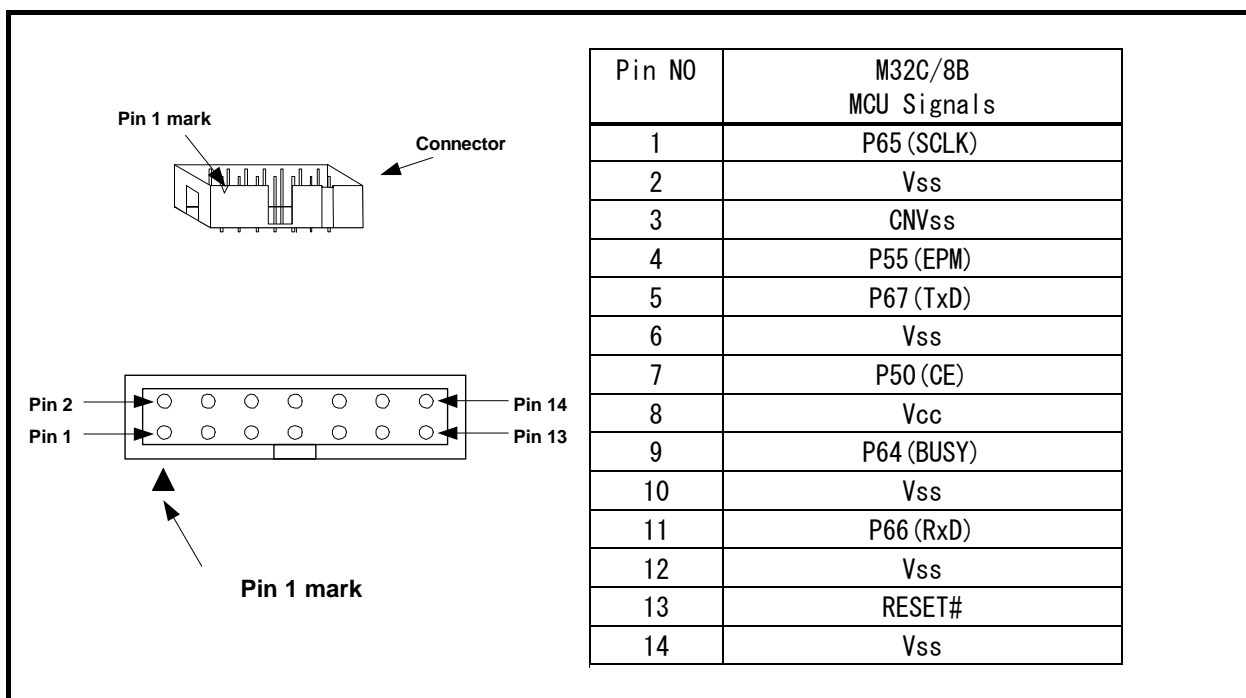 Pin 1 mark
Connector
Pin 2
Pin 14
Pin 1
Pin 13
Pin 1 mark
Pin NO M32C/8B
MCU Signals
1 P65(SCLK)
2 Vss
3 CNVss
4 P55(EPM)
5 P67(TxD)
6 Vss
7 P50(CE)
8 Vcc
9 P64(BUSY)
10 Vss
11 P66(RxD)
12 Vss
13 RESET#
14 Vss